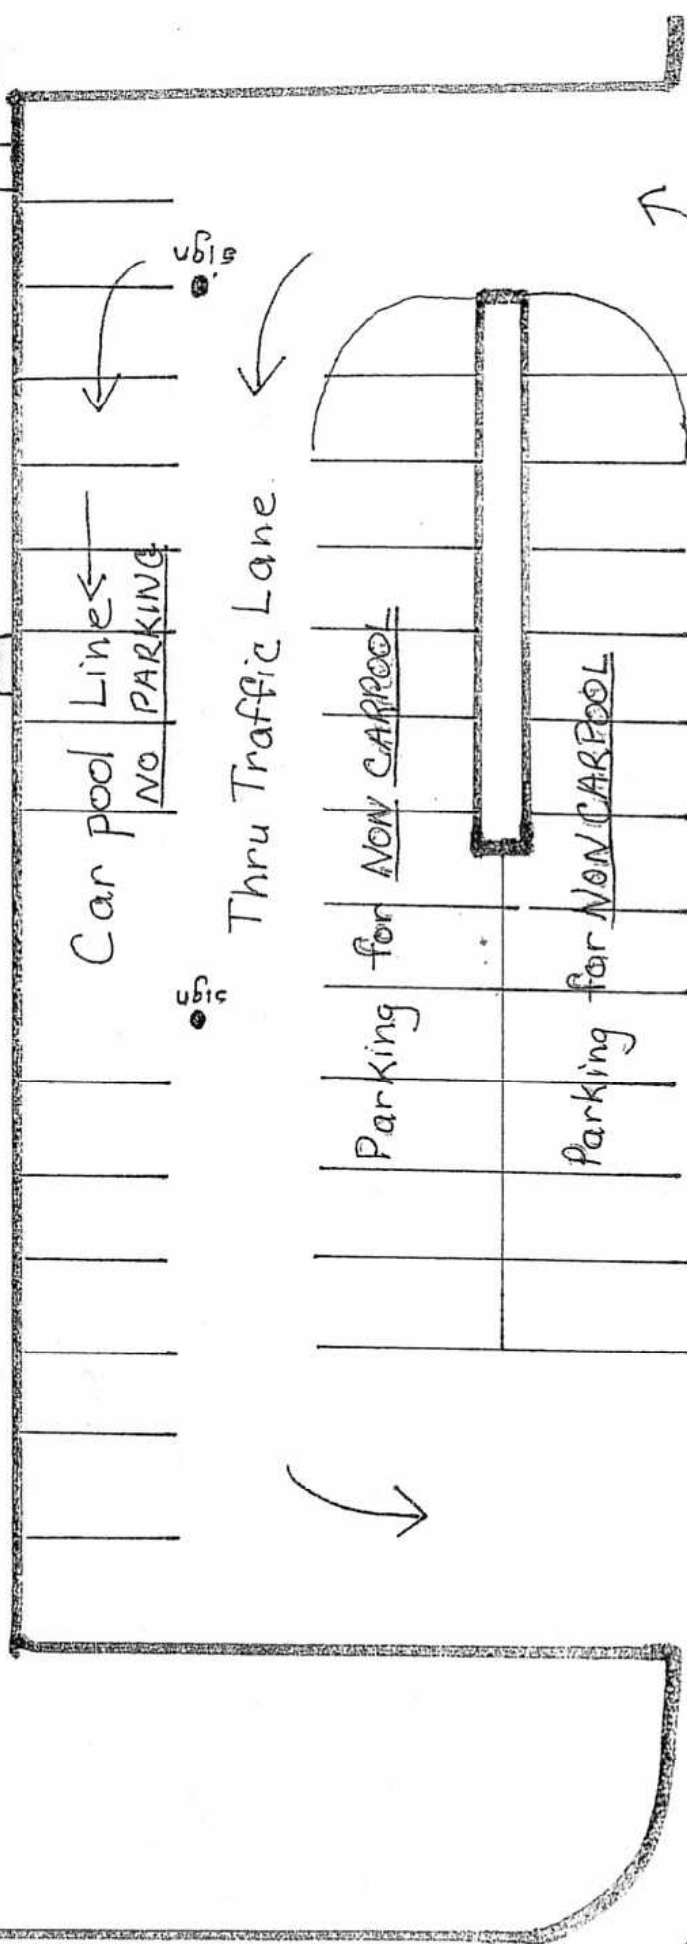 sign
Car pool Line
NO PARKING
Thru Traffic Lane
sign
Parking for NON CARPOOL
Parking for NON CARPOOL